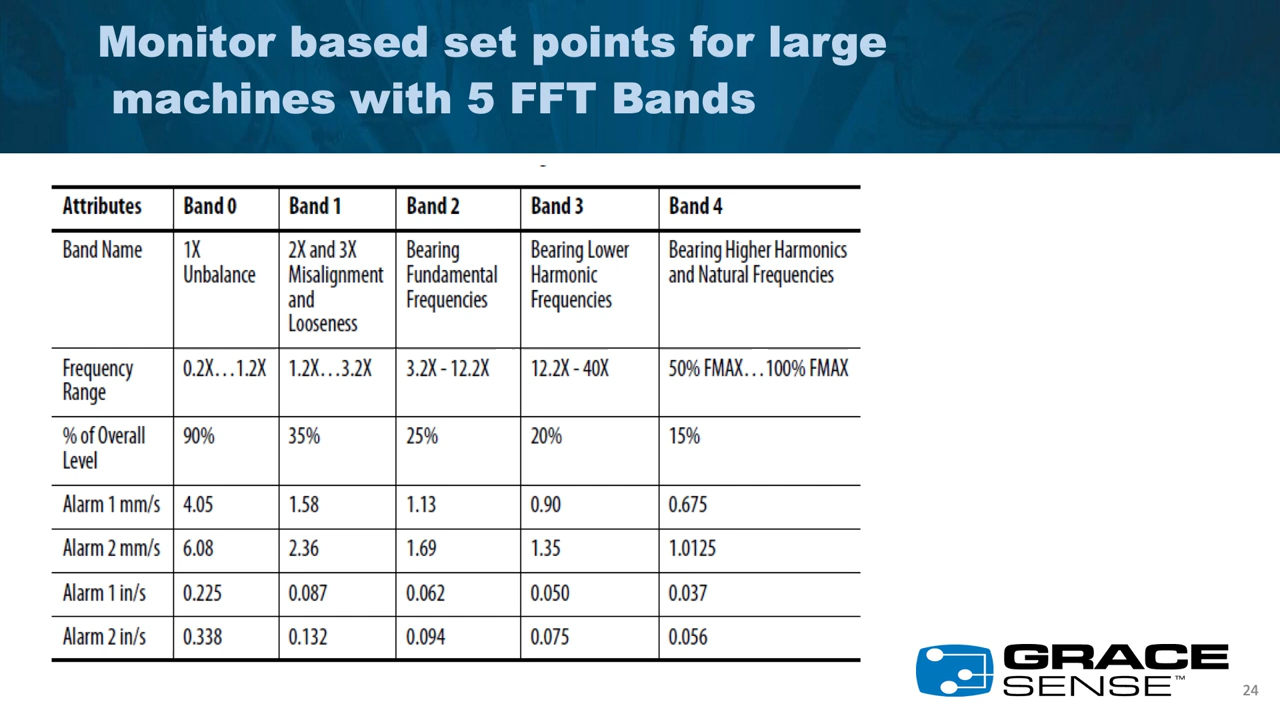 Monitor based set points for large
machines with 5 FFT Bands
Attributes Band 0 Band 1 Band 2 Band 3 Band 4
Band Name 1X Unbalance 2X and 3X Misalignment and Looseness Bearing Fundamental Frequencies Bearing Lower Harmonic Frequencies Bearing Higher Harmonics and Natural Frequencies
Frequency Range 0.2X...1.2X 1.2X...3.2X 3.2X - 12.2X 12.2X - 40X 50% FMAX...100% FMAX
% of Overall Level 90% 35% 25% 20% 15%
Alarm 1 mm/s 4.05 1.58 1.13 0.90 0.675
Alarm 2 mm/s 6.08 2.36 1.69 1.35 1.0125
Alarm 1 in/s 0.225 0.087 0.062 0.050 0.037
Alarm 2 in/s 0.338 0.132 0.094 0.075 0.056
GRACE
SENSE™
24